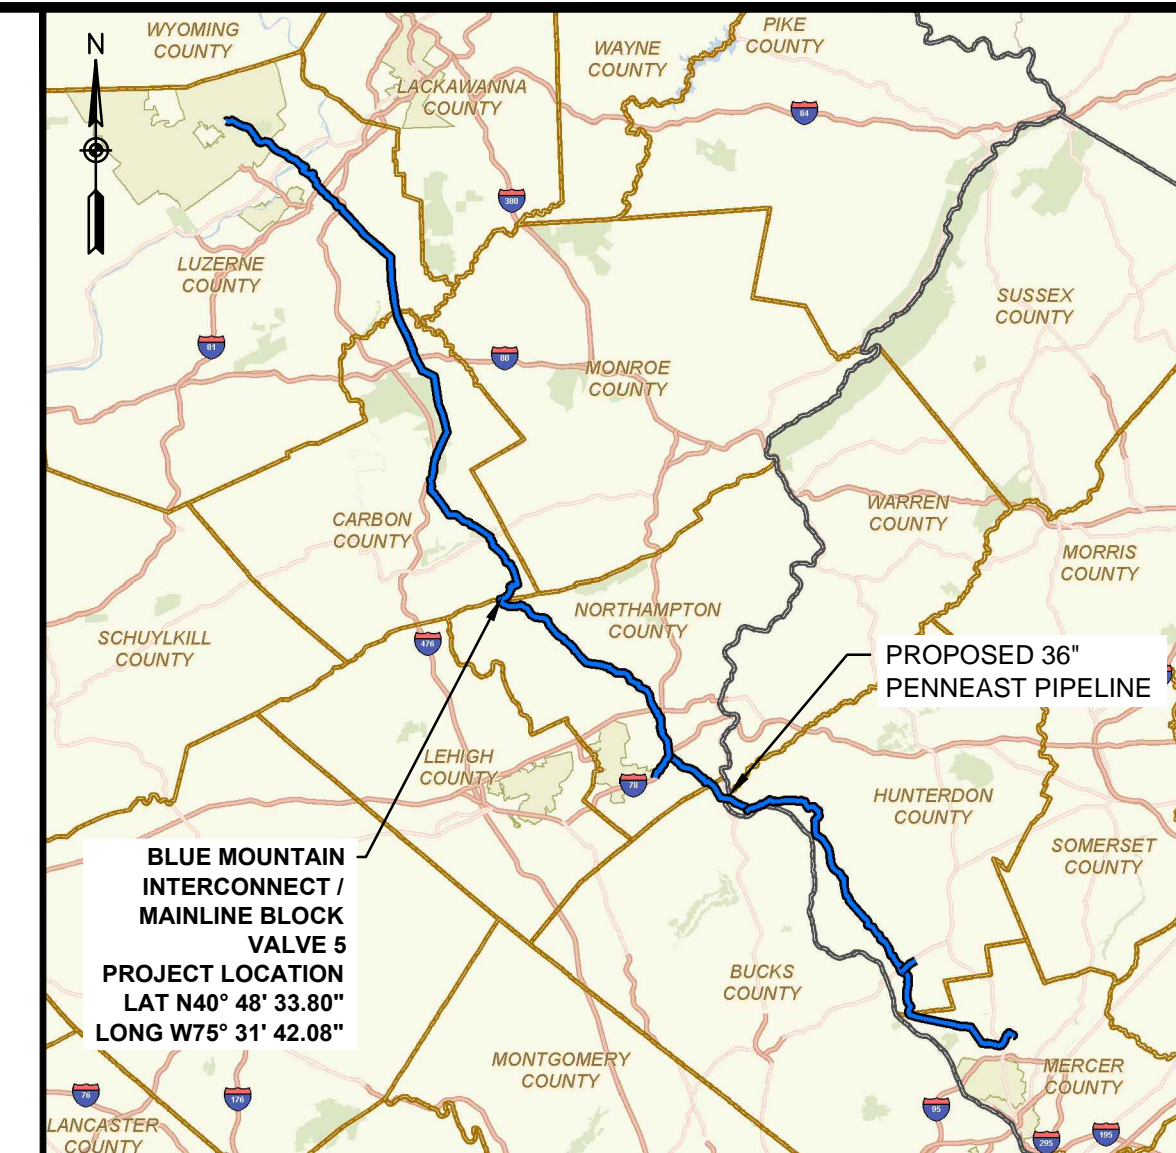 WYOMING
COUNTY
PIKE
COUNTY
N
WAYNE
COUNTY
LACKAWANNA
COUNTY
84
380
LUZERNE
COUNTY
SUSSEX
COUNTY
81
80
MONROE
COUNTY
WARREN
COUNTY
CARBON
COUNTY
MORRIS
COUNTY
NORTHAMPTON
COUNTY
SCHUYLKILL
COUNTY
476
PROPOSED 36"
PENNEAST PIPELINE
LEHIGH
COUNTY
78
HUNTERDON
COUNTY
SOMERSET
COUNTY
BLUE MOUNTAIN
INTERCONNECT /
MAINLINE BLOCK
VALVE 5
PROJECT LOCATION
LAT N40° 48' 33.80"
LONG W75° 31' 42.08"
BUCKS
COUNTY
MONTGOMERY
COUNTY
MERCER
COUNTY
76
176
95
195
295
LANCASTER
COUNTY